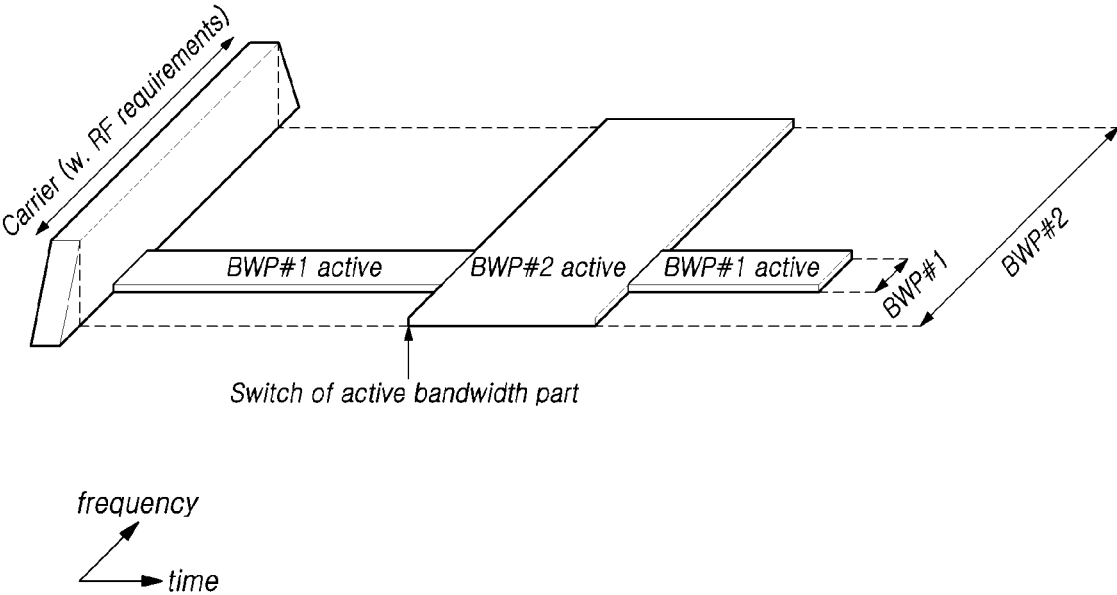 Carrier (w. RF requirements)
BWP#1 active
BWP#2 active
BWP#1 active
BWP#1
BWP#2
Switch of active bandwidth part
frequency
time